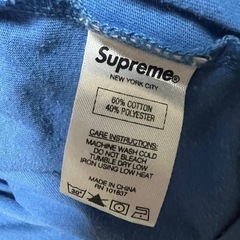 Supreme®
NEW YORK CITY
60% COTTON
40% POLYESTER
CARE INSTRUCTIONS:
MACHINE WASH COLD
DO NOT BLEACH
TUMBLE DRY LOW
IRON USING LOW HEAT
MADE IN CHINA
RN 101837
30°